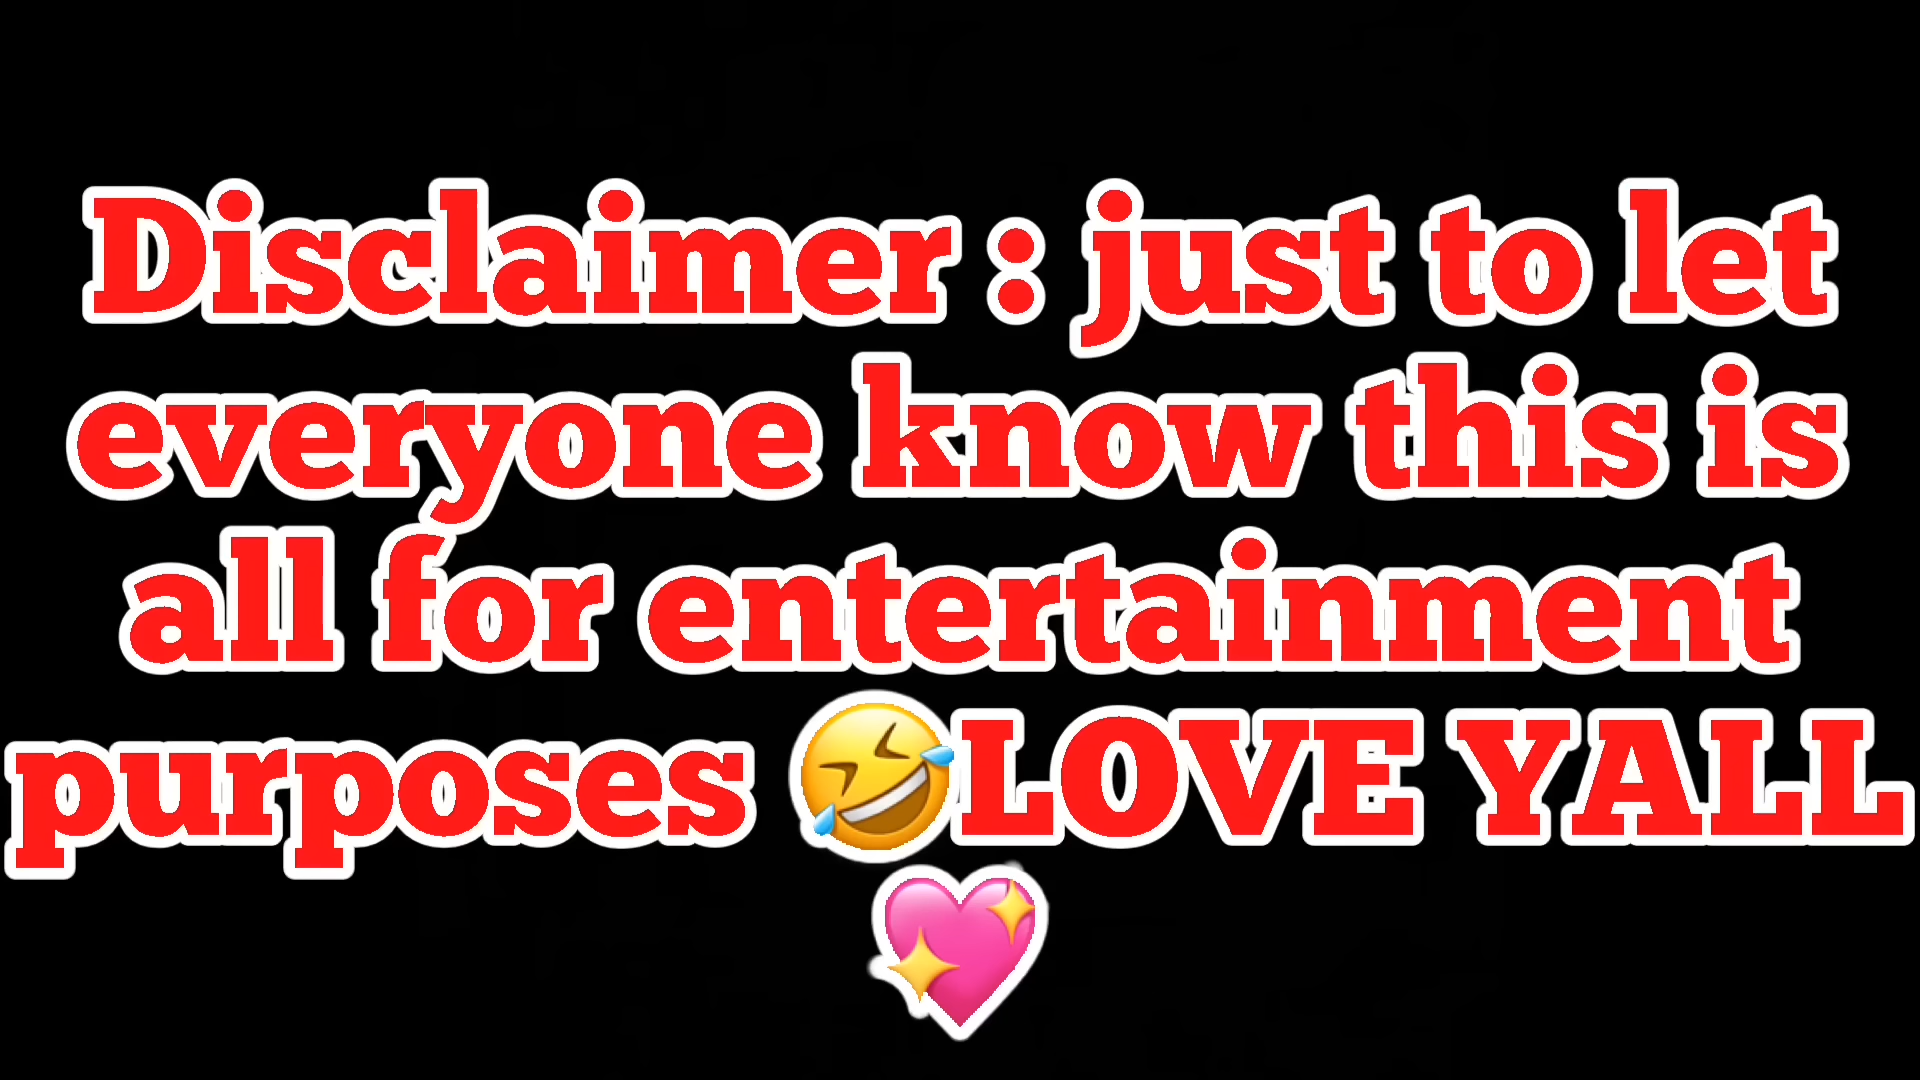 Disclaimer : just to let
everyone know this is
all for entertainment
purposes 🤣LOVE YALL
💖